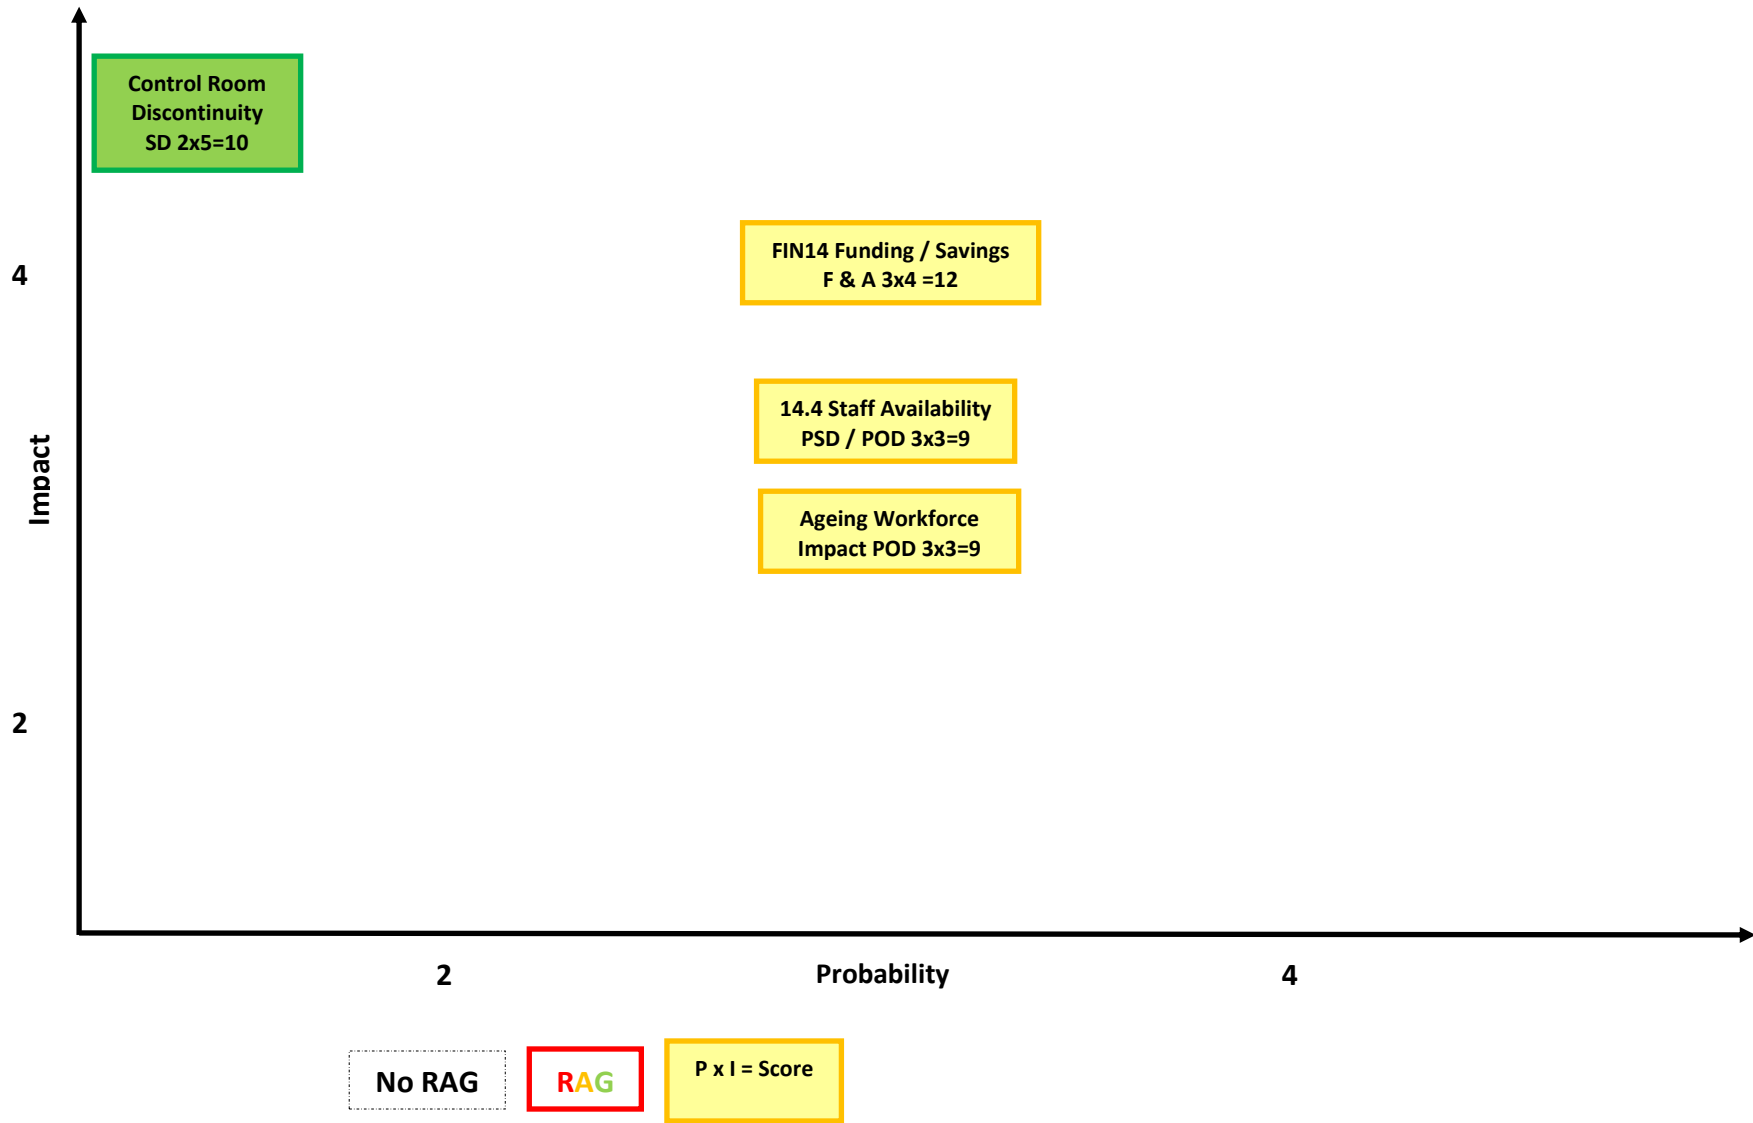 Control Room
Discontinuity
SD 2x5=10
FIN14 Funding / Savings
F & A 3x4 =12
4
14.4 Staff Availability
PSD / POD 3x3=9
Impact
Ageing Workforce
Impact POD 3x3=9
2
2
Probability
4
No RAG
RAG
P x I = Score